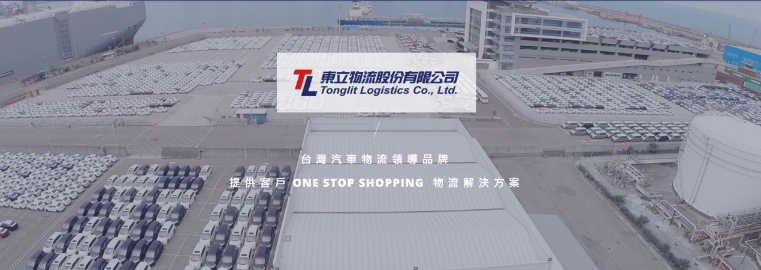 TL 東立物流股份有限公司
Tonglit Logistics Co., Ltd.
台灣汽車物流領導品牌
提供客戶 ONE STOP SHOPPING 物流解決方案